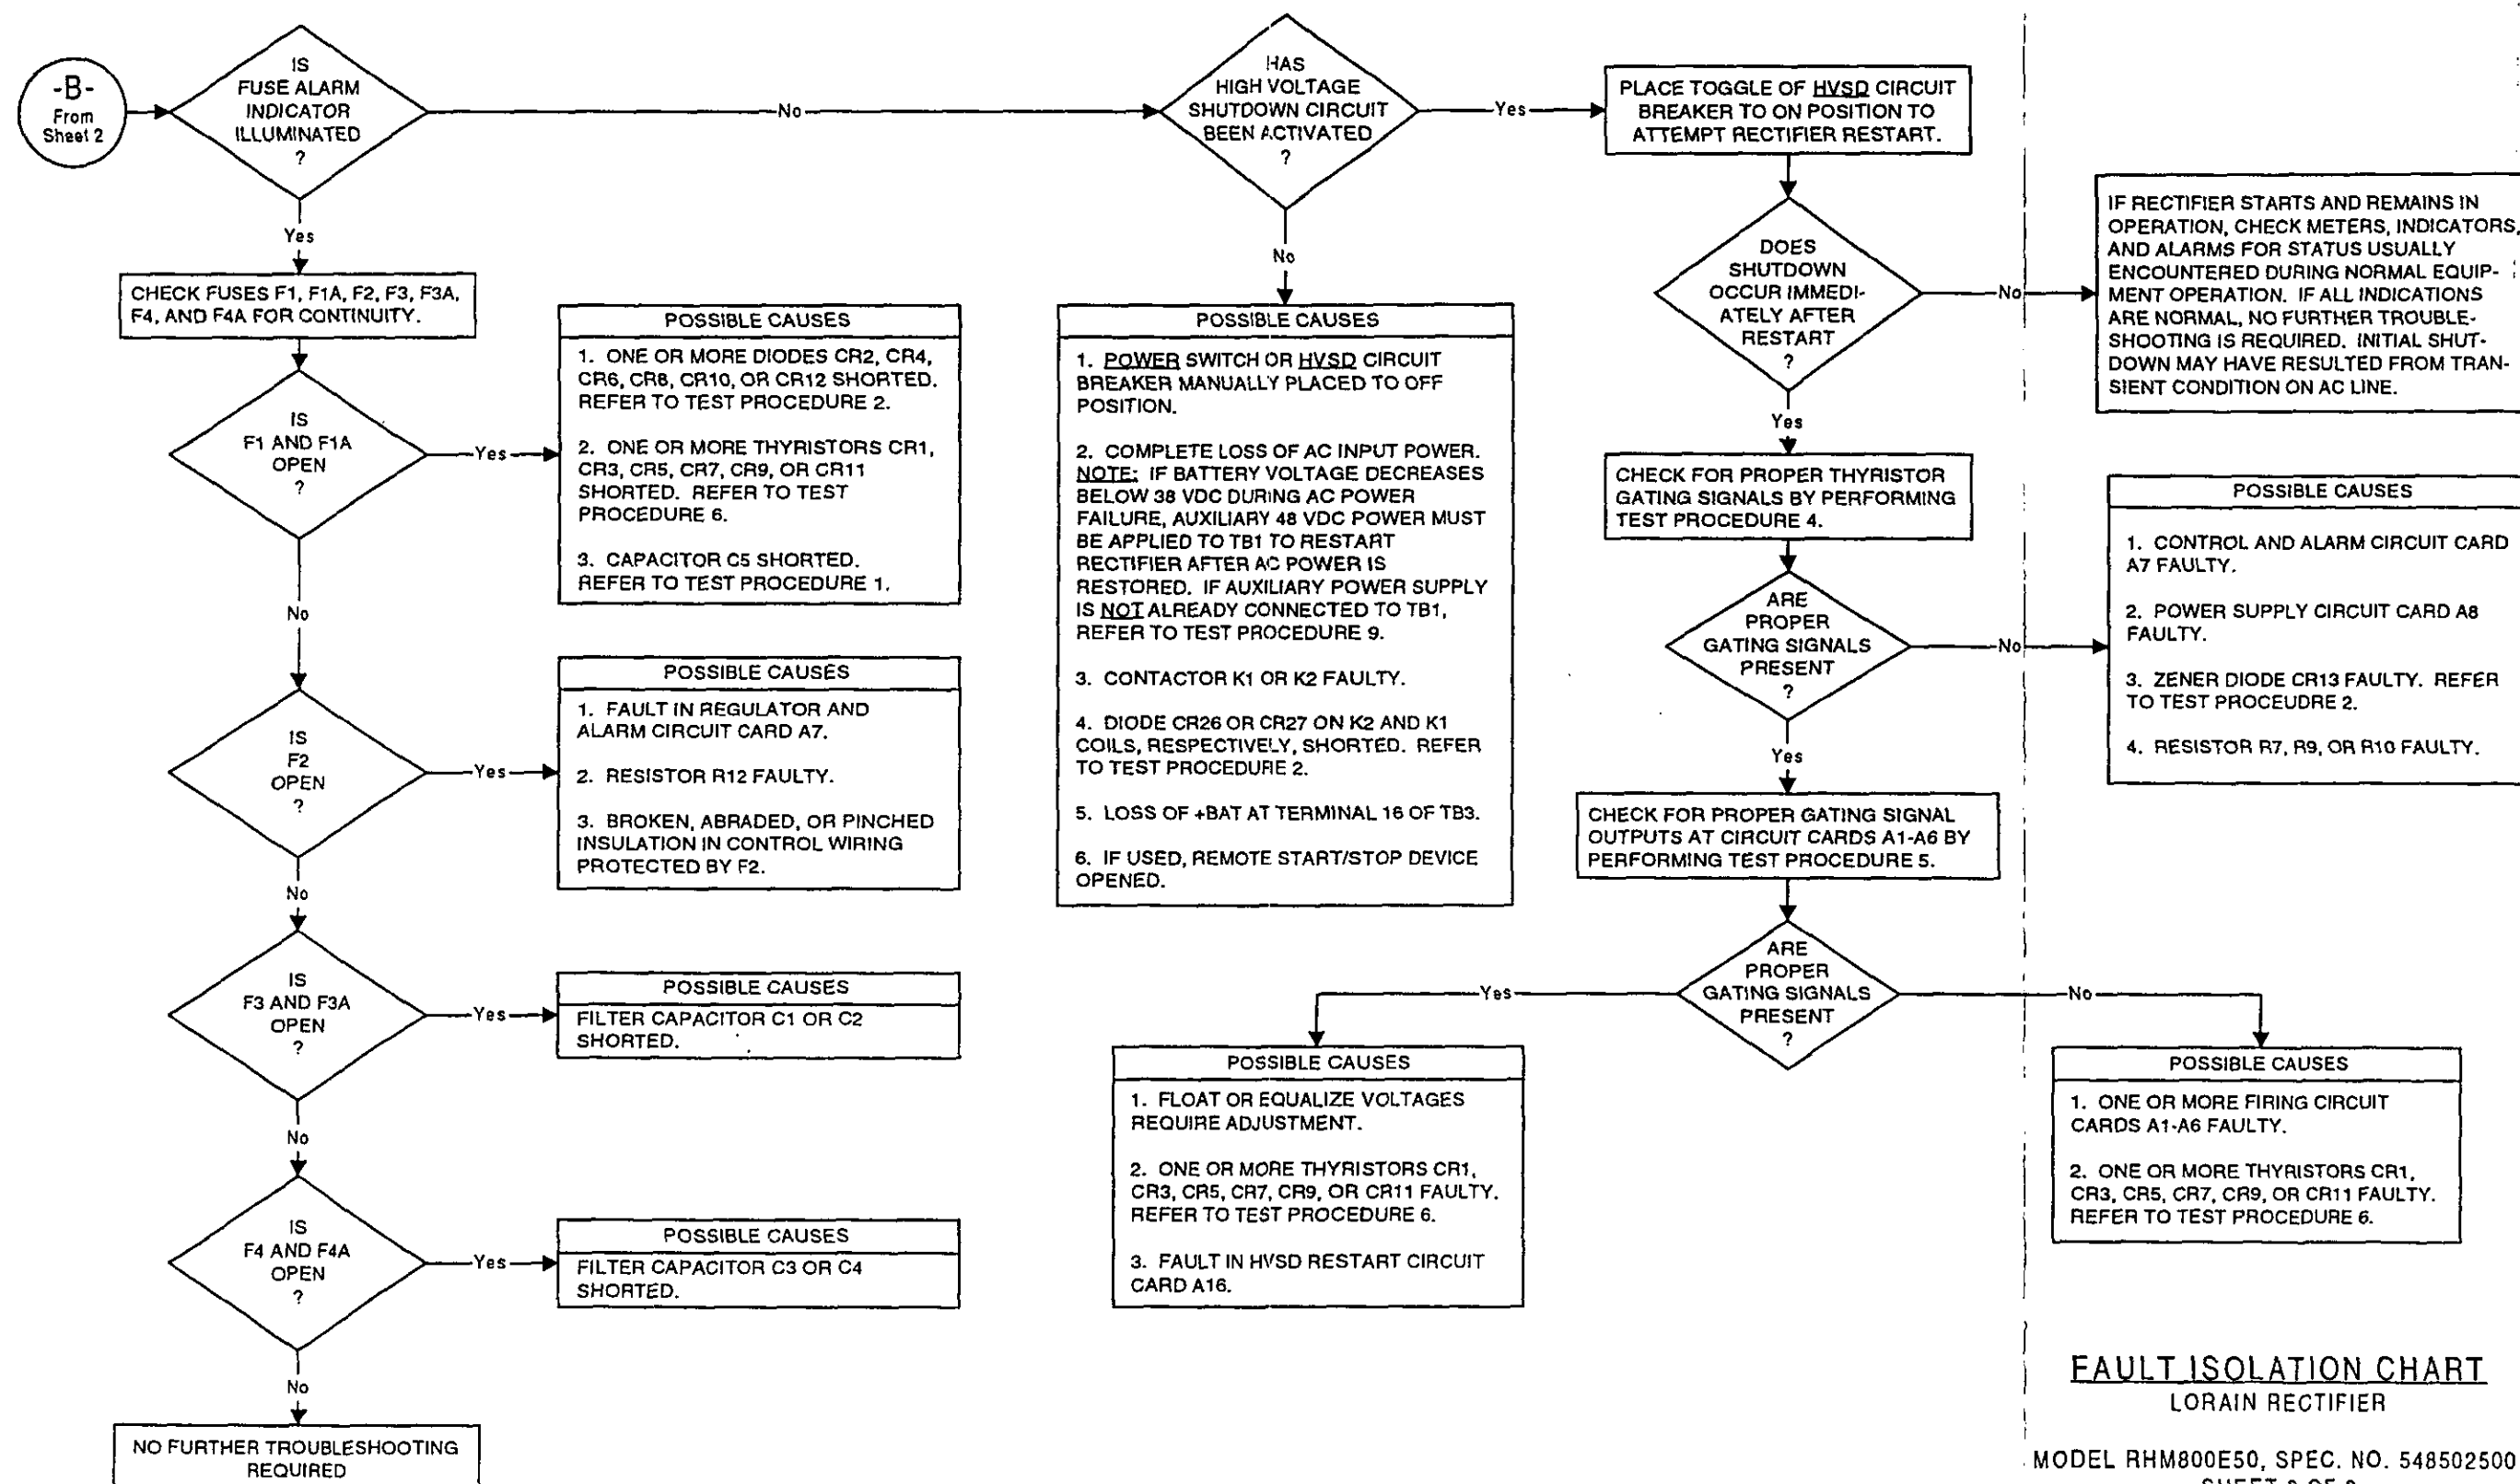 -B-
From
Sheet 2
IS
FUSE ALARM
INDICATOR
ILLUMINATED
?
No
Yes
CHECK FUSES F1, F1A, F2, F3, F3A,
F4, AND F4A FOR CONTINUITY.
IS
F1 AND F1A
OPEN
?
Yes
POSSIBLE CAUSES
1. ONE OR MORE DIODES CR2, CR4,
CR6, CR8, CR10, OR CR12 SHORTED.
REFER TO TEST PROCEDURE 2.
2. ONE OR MORE THYRISTORS CR1,
CR3, CR5, CR7, CR9, OR CR11
SHORTED. REFER TO TEST
PROCEDURE 6.
3. CAPACITOR C5 SHORTED.
REFER TO TEST PROCEDURE 1.
No
IS
F2
OPEN
?
Yes
POSSIBLE CAUSES
1. FAULT IN REGULATOR AND
ALARM CIRCUIT CARD A7.
2. RESISTOR R12 FAULTY.
3. BROKEN, ABRADED, OR PINCHED
INSULATION IN CONTROL WIRING
PROTECTED BY F2.
No
IS
F3 AND F3A
OPEN
?
Yes
POSSIBLE CAUSES
FILTER CAPACITOR C1 OR C2
SHORTED.
No
IS
F4 AND F4A
OPEN
?
Yes
POSSIBLE CAUSES
FILTER CAPACITOR C3 OR C4
SHORTED.
No
NO FURTHER TROUBLESHOOTING
REQUIRED
HAS
HIGH VOLTAGE
SHUTDOWN CIRCUIT
BEEN ACTIVATED
?
Yes
No
POSSIBLE CAUSES
1. POWER SWITCH OR HVSD CIRCUIT
BREAKER MANUALLY PLACED TO OFF
POSITION.
2. COMPLETE LOSS OF AC INPUT POWER.
NOTE: IF BATTERY VOLTAGE DECREASES
BELOW 38 VDC DURING AC POWER
FAILURE, AUXILIARY 48 VDC POWER MUST
BE APPLIED TO TB1 TO RESTART
RECTIFIER AFTER AC POWER IS
RESTORED. IF AUXILIARY POWER SUPPLY
IS NOT ALREADY CONNECTED TO TB1,
REFER TO TEST PROCEDURE 9.
3. CONTACTOR K1 OR K2 FAULTY.
4. DIODE CR26 OR CR27 ON K2 AND K1
COILS, RESPECTIVELY, SHORTED. REFER
TO TEST PROCEDURE 2.
5. LOSS OF +BAT AT TERMINAL 16 OF TB3.
6. IF USED, REMOTE START/STOP DEVICE
OPENED.
PLACE TOGGLE OF HVSD CIRCUIT
BREAKER TO ON POSITION TO
ATTEMPT RECTIFIER RESTART.
DOES
SHUTDOWN
OCCUR IMMEDI-
ATELY AFTER
RESTART
?
No
IF RECTIFIER STARTS AND REMAINS IN
OPERATION, CHECK METERS, INDICATORS,
AND ALARMS FOR STATUS USUALLY
ENCOUNTERED DURING NORMAL EQUIP-
MENT OPERATION. IF ALL INDICATIONS
ARE NORMAL, NO FURTHER TROUBLE-
SHOOTING IS REQUIRED. INITIAL SHUT-
DOWN MAY HAVE RESULTED FROM TRAN-
SIENT CONDITION ON AC LINE.
Yes
CHECK FOR PROPER THYRISTOR
GATING SIGNALS BY PERFORMING
TEST PROCEDURE 4.
ARE
PROPER
GATING SIGNALS
PRESENT
?
No
POSSIBLE CAUSES
1. CONTROL AND ALARM CIRCUIT CARD
A7 FAULTY.
2. POWER SUPPLY CIRCUIT CARD A8
FAULTY.
3. ZENER DIODE CR13 FAULTY. REFER
TO TEST PROCEUDRE 2.
4. RESISTOR R7, R9, OR R10 FAULTY.
Yes
CHECK FOR PROPER GATING SIGNAL
OUTPUTS AT CIRCUIT CARDS A1-A6 BY
PERFORMING TEST PROCEDURE 5.
ARE
PROPER
GATING SIGNALS
PRESENT
?
Yes
POSSIBLE CAUSES
1. FLOAT OR EQUALIZE VOLTAGES
REQUIRE ADJUSTMENT.
2. ONE OR MORE THYRISTORS CR1,
CR3, CR5, CR7, CR9, OR CR11 FAULTY.
REFER TO TEST PROCEDURE 6.
3. FAULT IN HVSD RESTART CIRCUIT
CARD A16.
No
POSSIBLE CAUSES
1. ONE OR MORE FIRING CIRCUIT
CARDS A1-A6 FAULTY.
2. ONE OR MORE THYRISTORS CR1,
CR3, CR5, CR7, CR9, OR CR11 FAULTY.
REFER TO TEST PROCEDURE 6.
FAULT ISOLATION CHART
LORAIN RECTIFIER
MODEL RHM800E50, SPEC. NO. 548502500